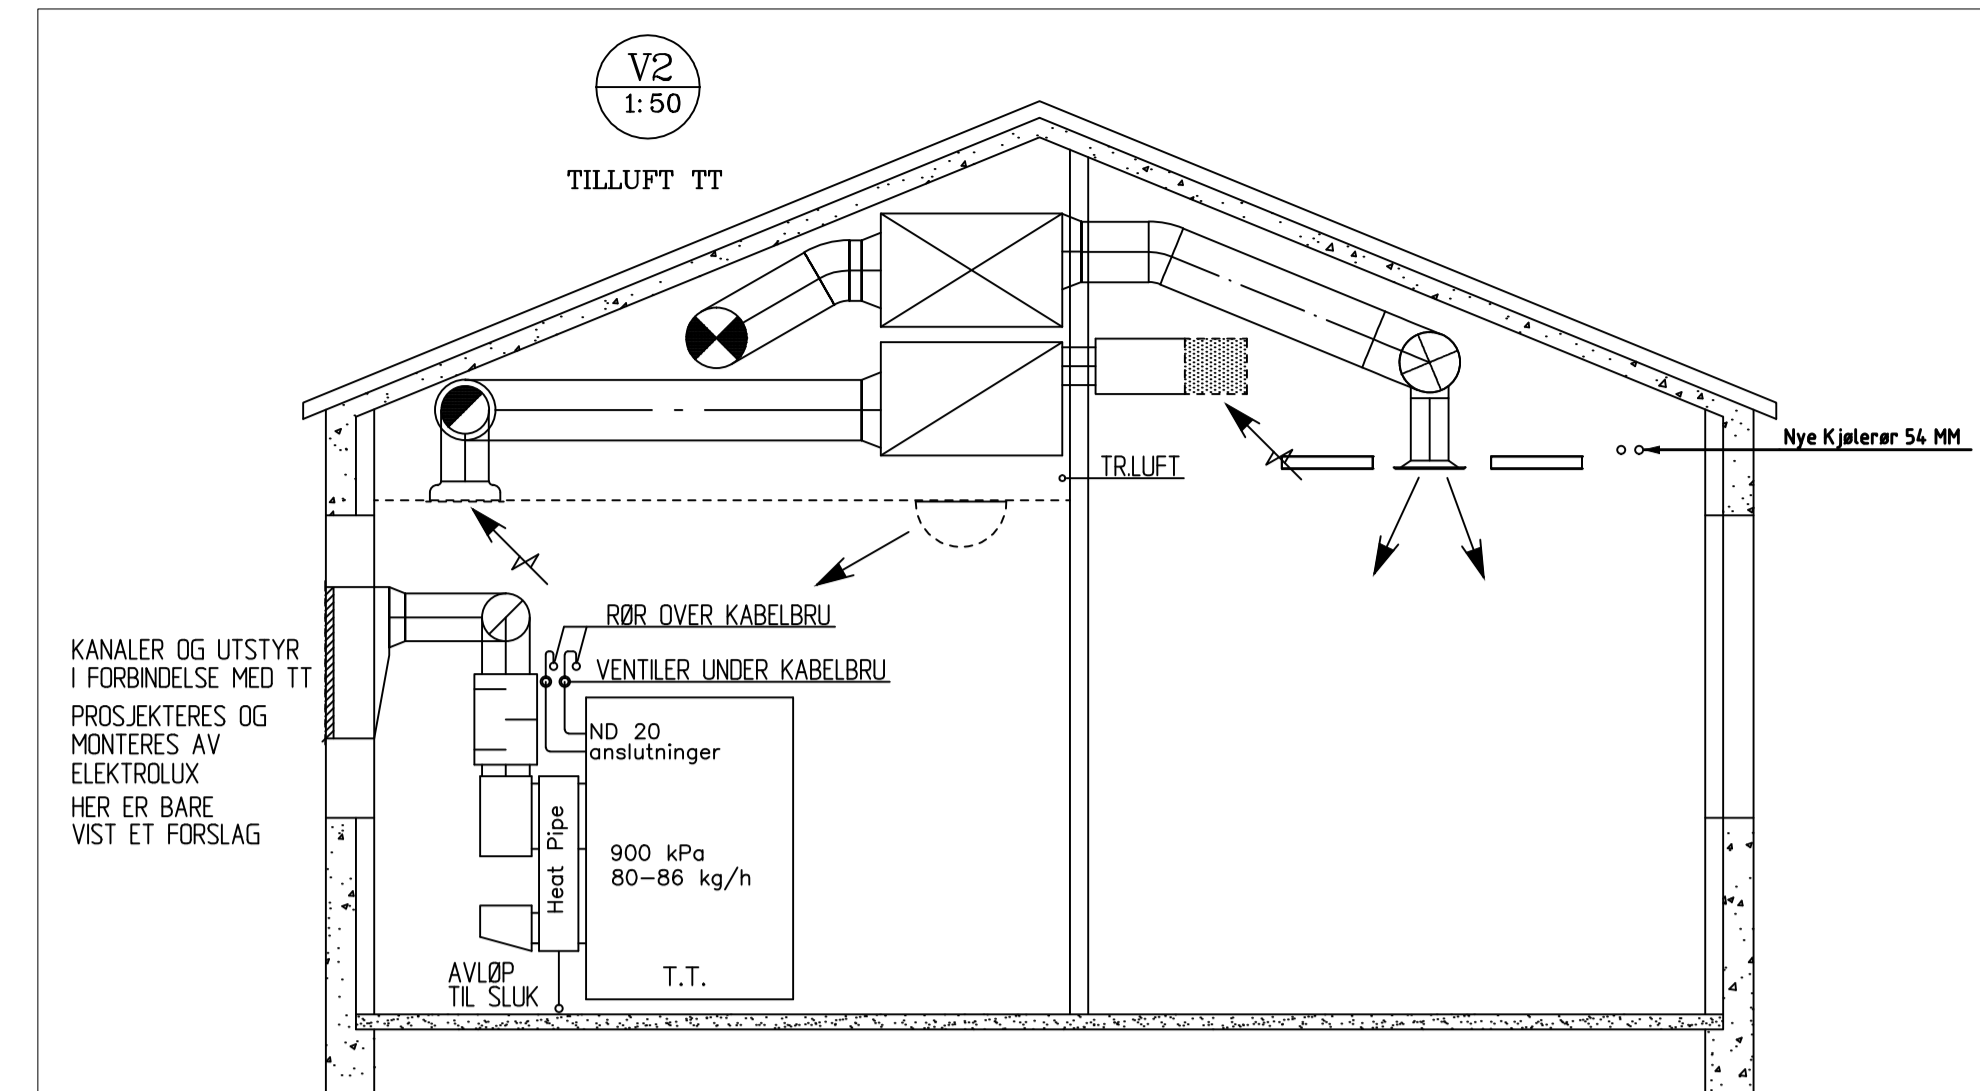 V2
1:50
TILLUFT TT
Nye Kjølerør 54 MM
TR.LUFT
RØR OVER KABELBRU
VENTILER UNDER KABELBRU
KANALER OG UTSTYR
I FORBINDELSE MED TT
PROSJEKTERES OG
MONTERES AV
ELEKTROLUX
HER ER BARE
VIST ET FORSLAG
ND 20
anslutninger
Heat Pipe
900 kPa
80-86 kg/h
T.T.
AVLØP
TIL SLUK